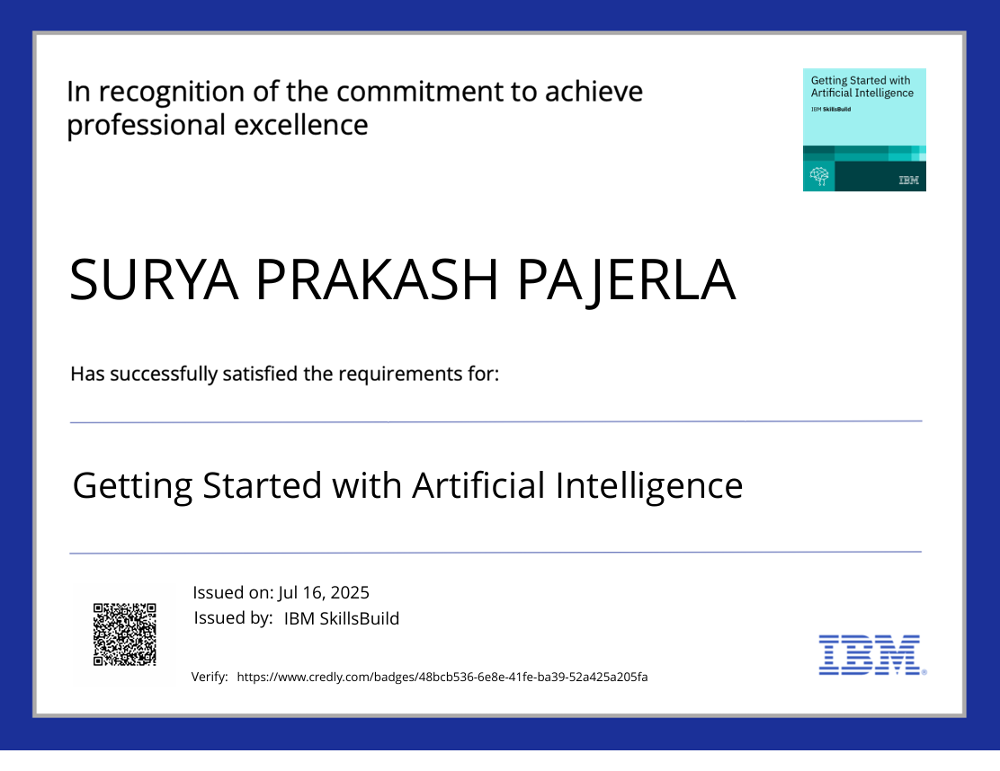 In recognition of the commitment to achieve
professional excellence
Getting Started with
Artificial Intelligence
IBM SkillsBuild
IBM
SURYA PRAKASH PAJERLA
Has successfully satisfied the requirements for:
Getting Started with Artificial Intelligence
Issued on: Jul 16, 2025
Issued by: IBM SkillsBuild
IBM®
Verify: https://www.credly.com/badges/48bcb536-6e8e-41fe-ba39-52a425a205fa